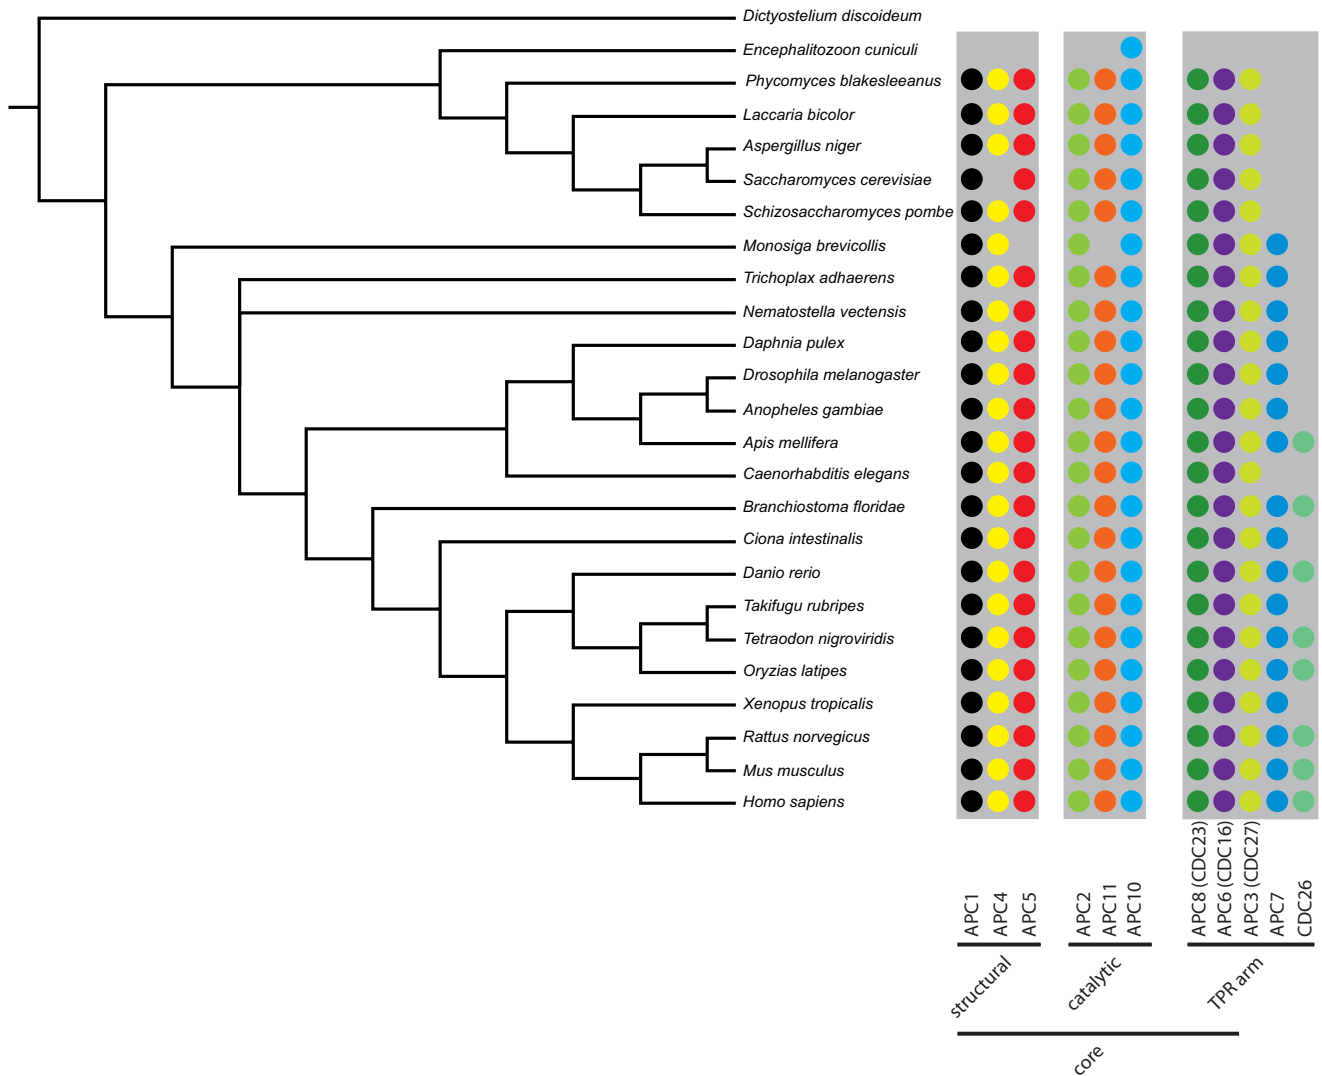 Dictyostelium discoideum
Encephalitozoon cuniculi
Phycomyces blakesleeanus
Laccaria bicolor
Aspergillus niger
Saccharomyces cerevisiae
Schizosaccharomyces pombe
Monosiga brevicollis
Trichoplax adhaerens
Nematostella vectensis
Daphnia pulex
Drosophila melanogaster
Anopheles gambiae
Apis mellifera
Caenorhabditis elegans
Branchiostoma floridae
Ciona intestinalis
Danio rerio
Takifugu rubripes
Tetraodon nigroviridis
Oryzias latipes
Xenopus tropicalis
Rattus norvegicus
Mus musculus
Homo sapiens
APC1
APC4
APC5
APC2
APC11
APC10
APC8 (CDC23)
APC6 (CDC16)
APC3 (CDC27)
APC7
CDC26
structural
catalytic
TPR arm
core